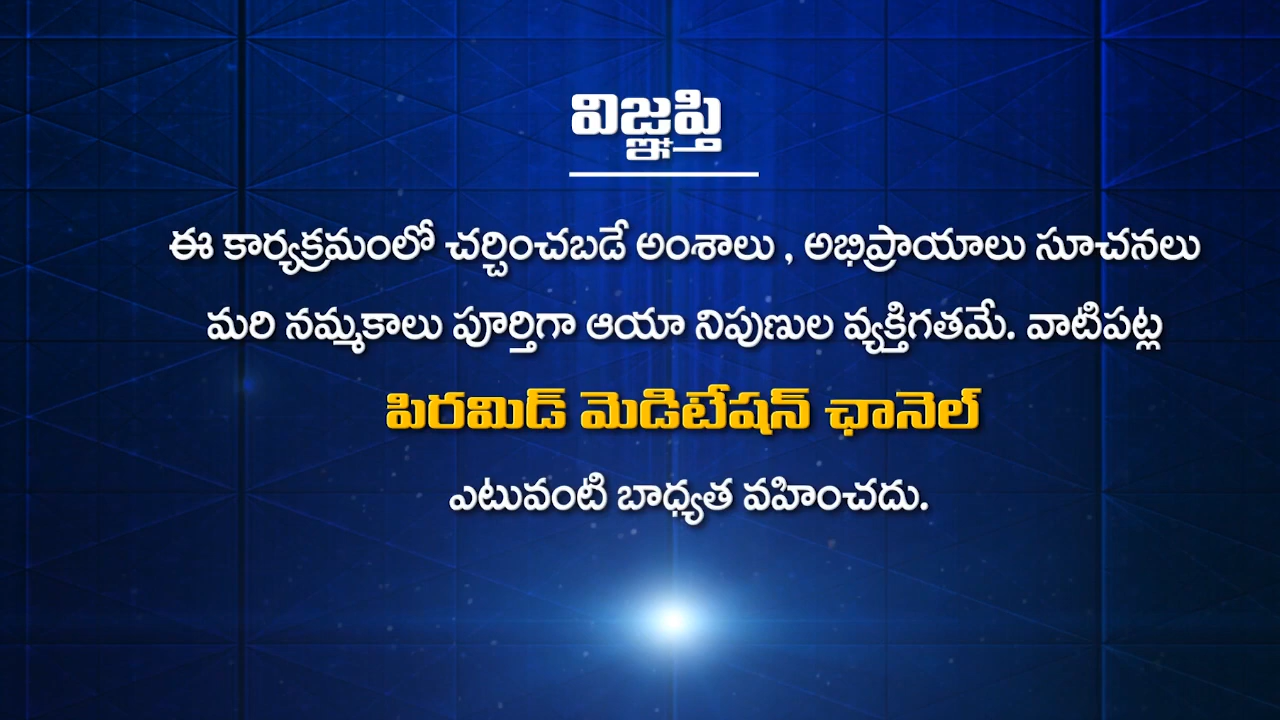 విజ్ఞప్తి
ఈ కార్యక్రమంలో చర్చించబడే అంశాలు , అభిప్రాయాలు సూచనలు
మరి నమ్మకాలు పూర్తిగా ఆయా నిపుణుల వ్యక్తిగతమే. వాటిపట్ల
పిరమిడ్ మెడిటేషన్ ఛానెల్
ఎటువంటి బాధ్యత వహించదు.